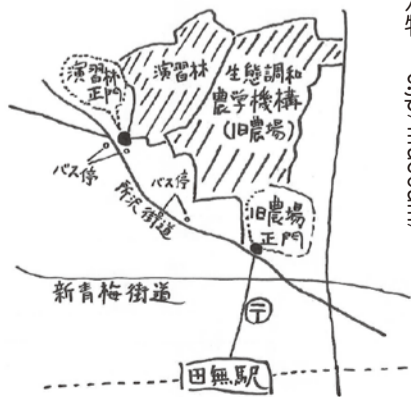 演習林
正門
演習林
生態調和
農学機構
(旧農場)
バス停
バス停
所沢街道
旧農場
正門
新青梅街道
〒
田無駅